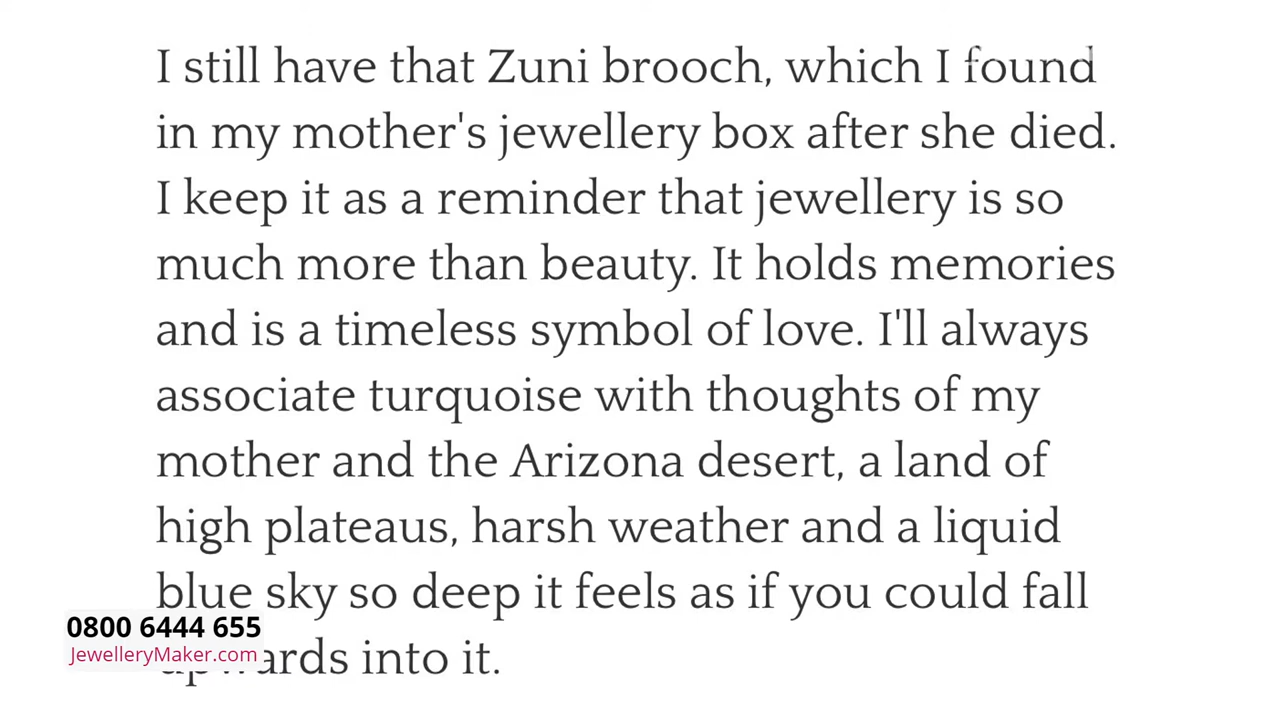 I still have that Zuni brooch, which I found
in my mother's jewellery box after she died.
I keep it as a reminder that jewellery is so
much more than beauty. It holds memories
and is a timeless symbol of love. I'll always
associate turquoise with thoughts of my
mother and the Arizona desert, a land of
high plateaus, harsh weather and a liquid
blue sky so deep it feels as if you could fall
upwards into it.
0800 6444 655
JewelleryMaker.com